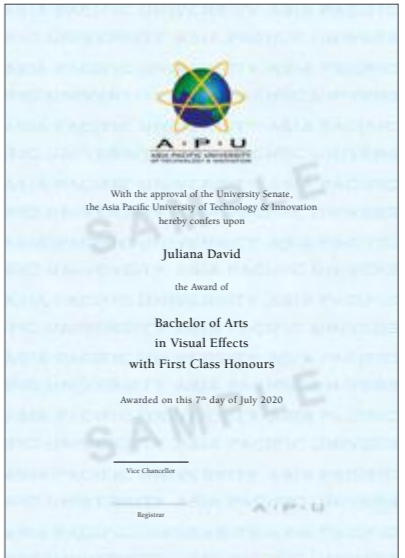 A · P · U
ASIA PACIFIC UNIVERSITY
OF TECHNOLOGY & INNOVATION
With the approval of the University Senate,
the Asia Pacific University of Technology & Innovation
hereby confers upon
Juliana David
the Award of
Bachelor of Arts
in Visual Effects
with First Class Honours
Awarded on this 7th day of July 2020
SAMPLE
SAMPLE
Vice Chancellor
Registrar
A · P · U